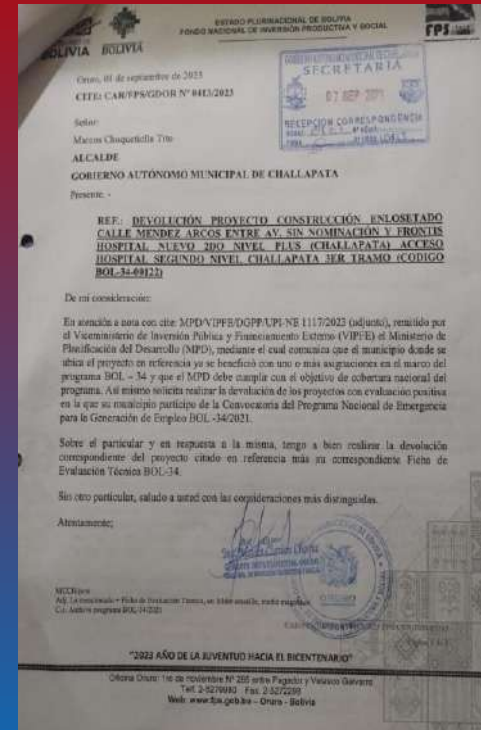 ESTADO PLURINACIONAL DE BOLIVIA
FONDO NACIONAL DE INVERSIÓN PRODUCTIVA Y SOCIAL
BOLIVIA BOLIVIA
FPS
SECRETARÍA
RECEPCIÓN CORRESPONDENCIA
Oruro, 01 de septiembre de 2023
CITE: CAR/FPS/GDOR N° 0413/2023
Señor:
Marcos Choquetiella Tito
ALCALDE
GOBIERNO AUTÓNOMO MUNICIPAL DE CHALLAPATA
Presente. -
REF.: DEVOLUCIÓN PROYECTO CONSTRUCCIÓN ENLOSETADO
CALLE MENDEZ ARCOS ENTRE AV. SIN NOMINACIÓN Y FRONTIS
HOSPITAL NUEVO 2DO NIVEL PLUS (CHALLAPATA) ACCESO
HOSPITAL SEGUNDO NIVEL CHALLAPATA 3ER TRAMO (CODIGO
BOL-34-00122)
De mi consideración:
En atención a nota con cite: MPD/VIPFE/DGPP/UPI-NE 1117/2023 (adjunto), remitido por
el Viceministerio de Inversión Pública y Financiamiento Externo (VIPFE) el Ministerio de
Planificación del Desarrollo (MPD), mediante el cual comunica que el municipio donde se
ubica el proyecto en referencia ya se benefició con uno o más asignaciones en el marco del
programa BOL – 34 y que el MPD debe cumplir con el objetivo de cobertura nacional del
programa. Así mismo solicita realizar la devolución de los proyectos con evaluación positiva
en la que su municipio participo de la Convocatoria del Programa Nacional de Emergencia
para la Generación de Empleo BOL -34/2021.
Sobre el particular y en respuesta a la misma, tengo a bien realizar la devolución
correspondiente del proyecto citado en referencia más su correspondiente Ficha de
Evaluación Técnica BOL-34.
Sin otro particular, saludo a usted con las consideraciones más distinguidas.
Atentamente;
ORURO
"2023 AÑO DE LA JUVENTUD HACIA EL BICENTENARIO"
Oficina Oruro: 1ro de noviembre N° 255 entre Pagador y Velasco Galvarro
Telf. 2-5279980 Fax. 2-5272288
Web: www.fps.gob.bo – Oruro - Bolivia